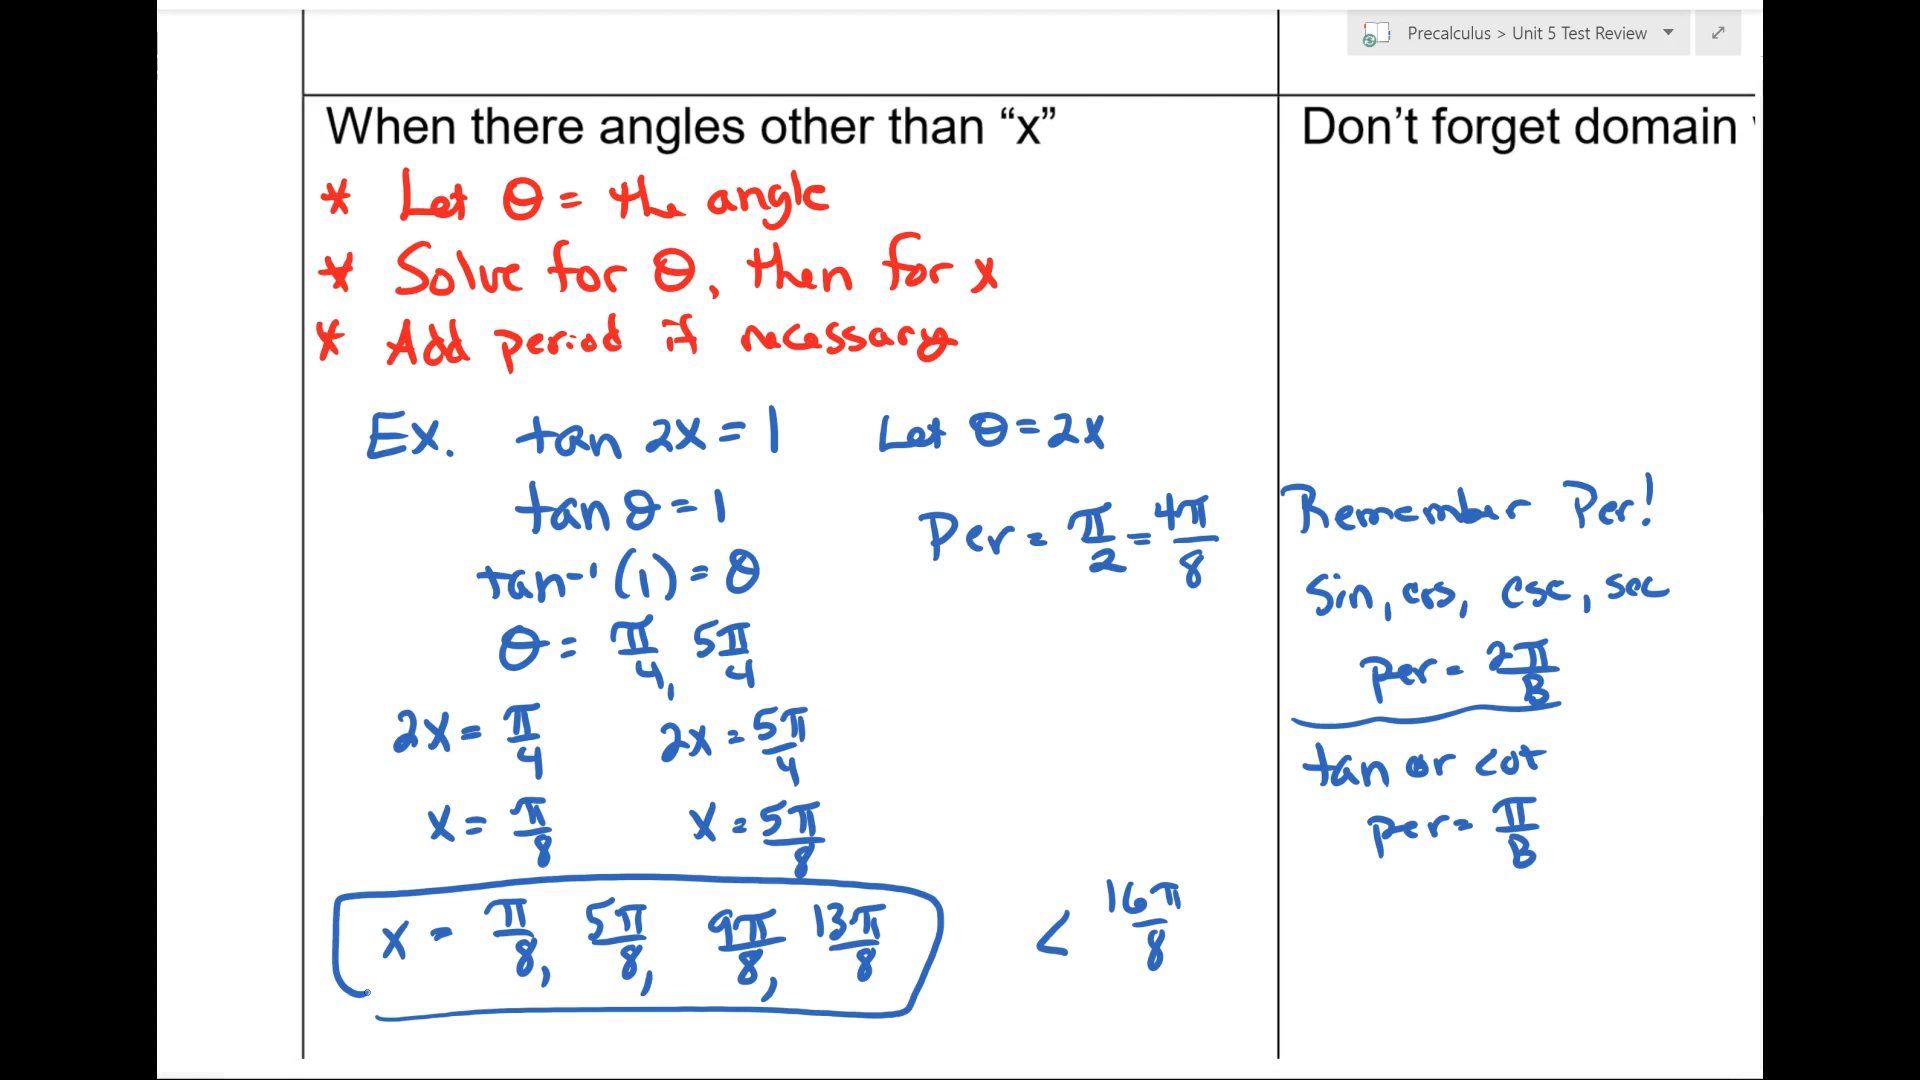 Precalculus > Unit 5 Test Review
When there angles other than “x”
* Let θ = the angle
* Solve for θ, then for x
* Add period if necessary
Ex. tan 2x = 1 Let θ = 2x
tan θ = 1
Per = π/2 = 4π/8
tan⁻¹ (1) = θ
θ = π/4, 5π/4
2x = π/4 2x = 5π/4
x = π/8 x = 5π/8
x = π/8, 5π/8, 9π/8, 13π/8 < 16π/8
Don’t forget domain
Remember Per!
Sin, cos, csc, sec
per = 2π/B
tan or cot
per = π/B